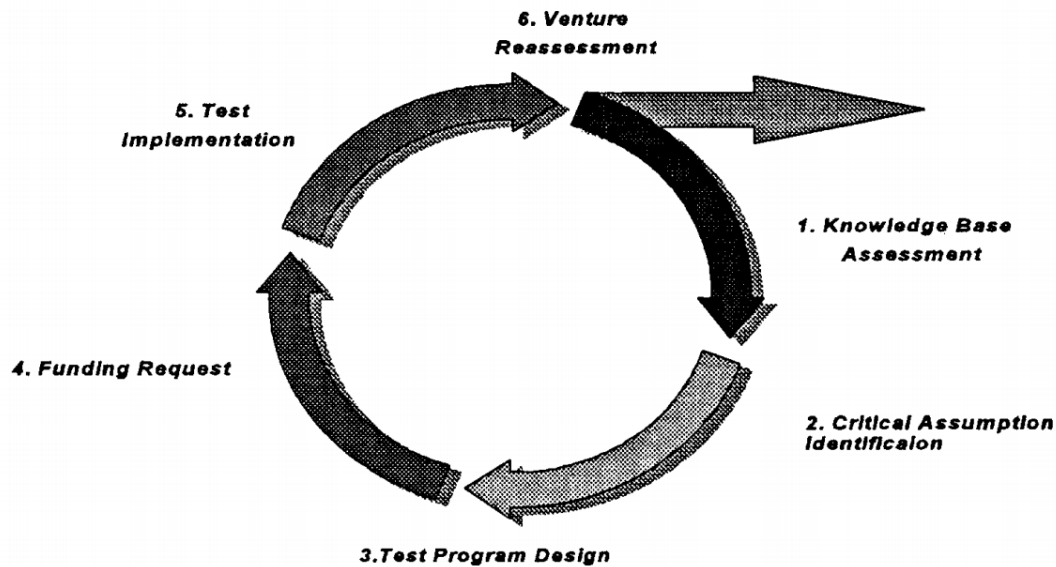 6. Venture
Reassessment
5. Test
Implementation
1. Knowledge Base
Assessment
4. Funding Request
2. Critical Assumption
Identificaion
3.Test Program Design